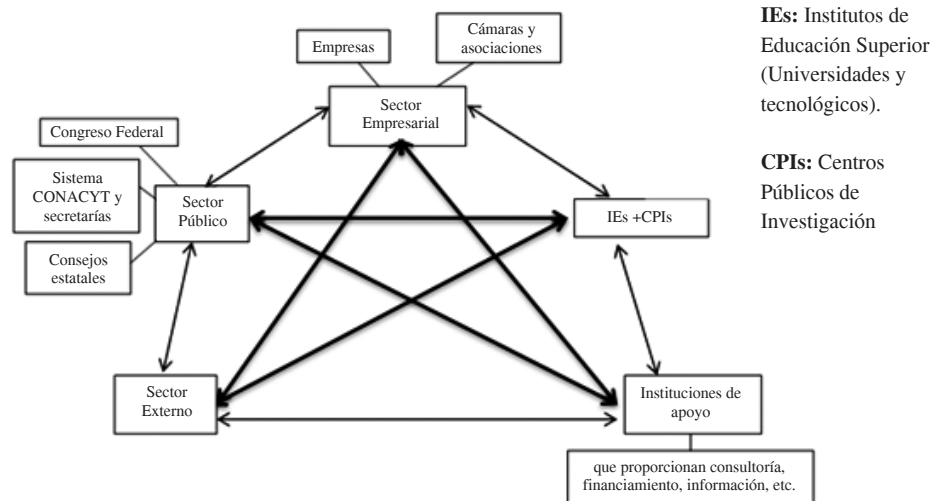 Empresas
Cámaras y
asociaciones
Sector
Empresarial
Congreso Federal
Sistema
CONACYT y
secretarías
Consejos
estatales
Sector
Público
IEs +CPIs
Sector
Externo
Instituciones de
apoyo
que proporcionan consultoría,
financiamiento, información, etc.
IEs: Institutos de
Educación Superior
(Universidades y
tecnológicos).
CPIs: Centros
Públicos de
Investigación